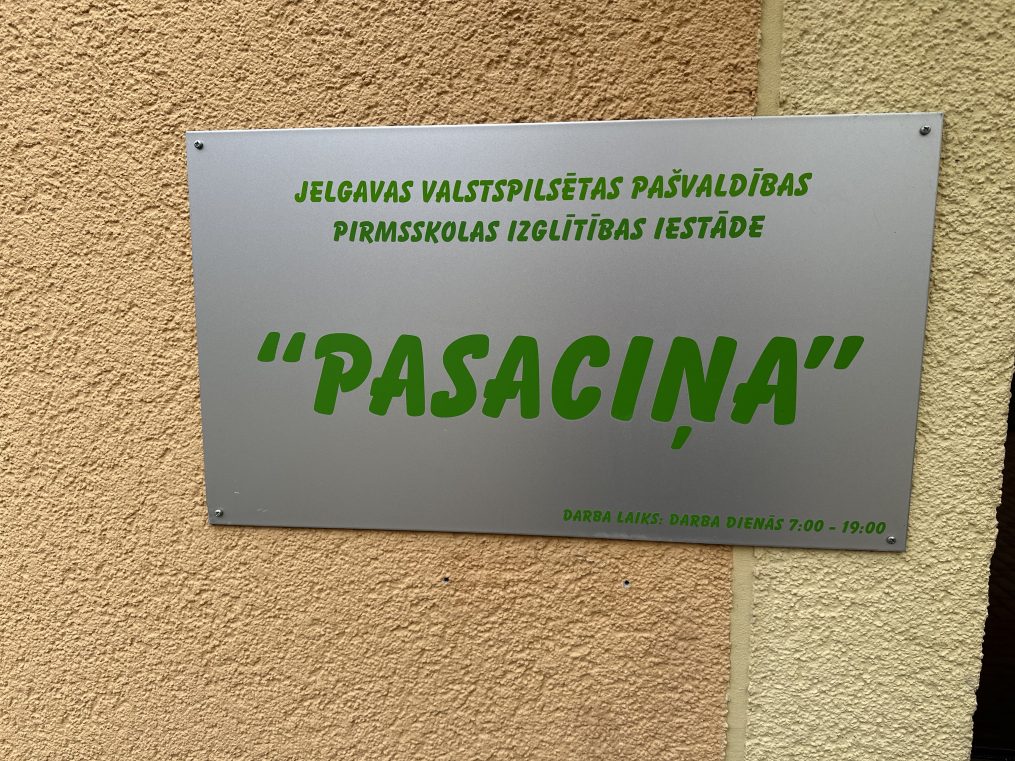 JELGAVAS VALSTSPILSĒTAS PAŠVALDĪBAS
PIRMSSKOLAS IZGLĪTĪBAS IESTĀDE
“PASACIŅA”
DARBA LAIKS: DARBA DIENĀS 7:00 - 19:00